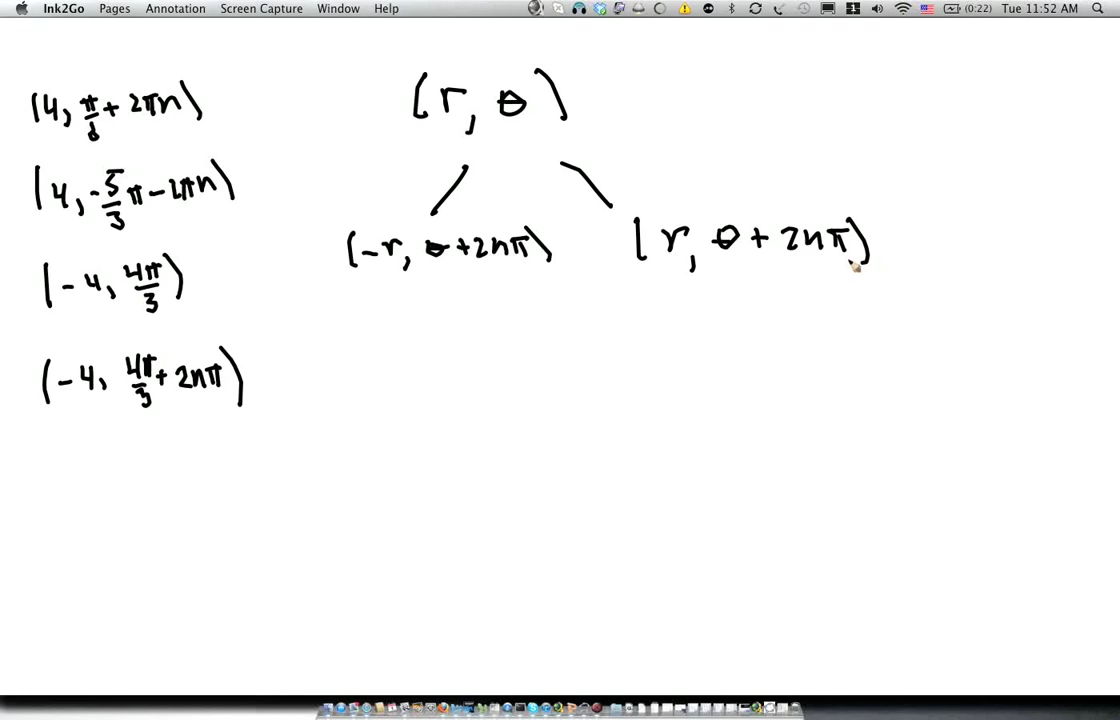 Ink2Go Pages Annotation Screen Capture Window Help (0:22) Tue 11:52 AM
(4, π/6 + 2πn)
(4, -5/3 π - 2πn)
(-4, 4π/3)
(-4, 4π/3 + 2nπ)
(r, θ)
(-r, θ + 2nπ) (r, θ + 2nπ)